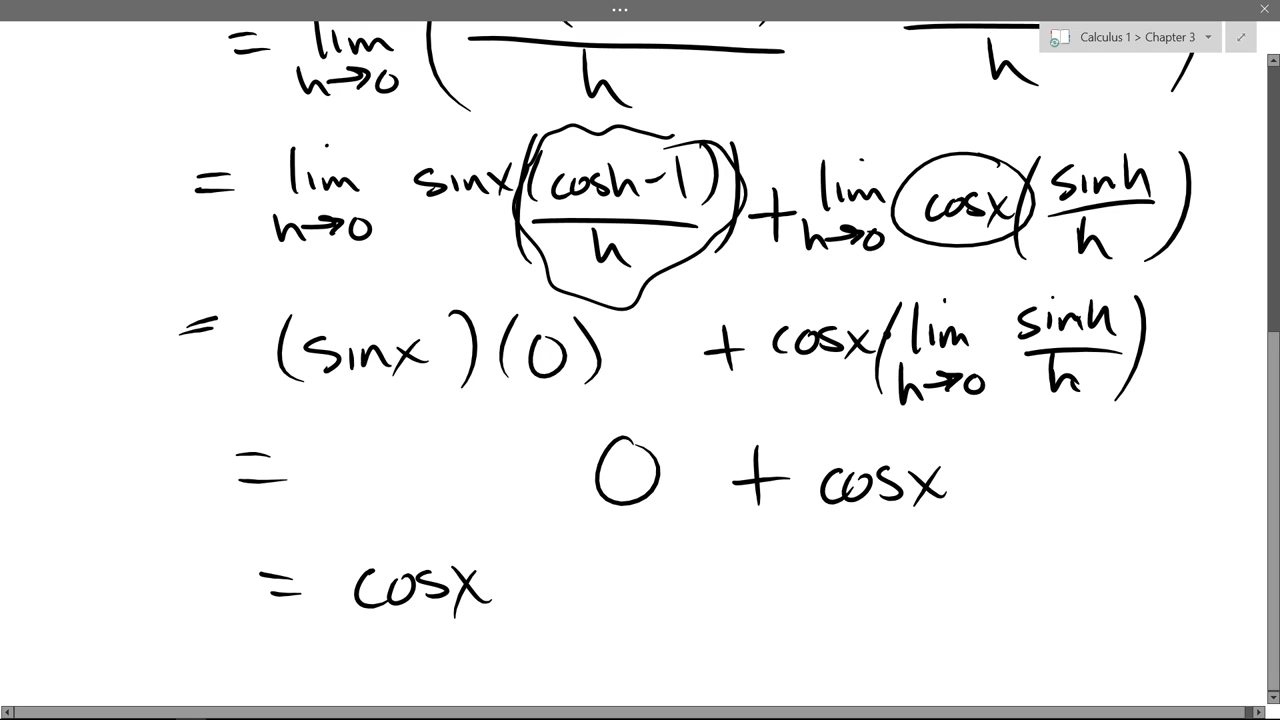 Calculus 1 > Chapter 3
= lim h→0 ( / h / h )
= lim h→0 sinx ((cosh-1) / h) + lim h→0 cosx (sinh / h)
= (sinx)(0) + cosx (lim h→0 sinh / h)
= 0 + cosx
= cosx